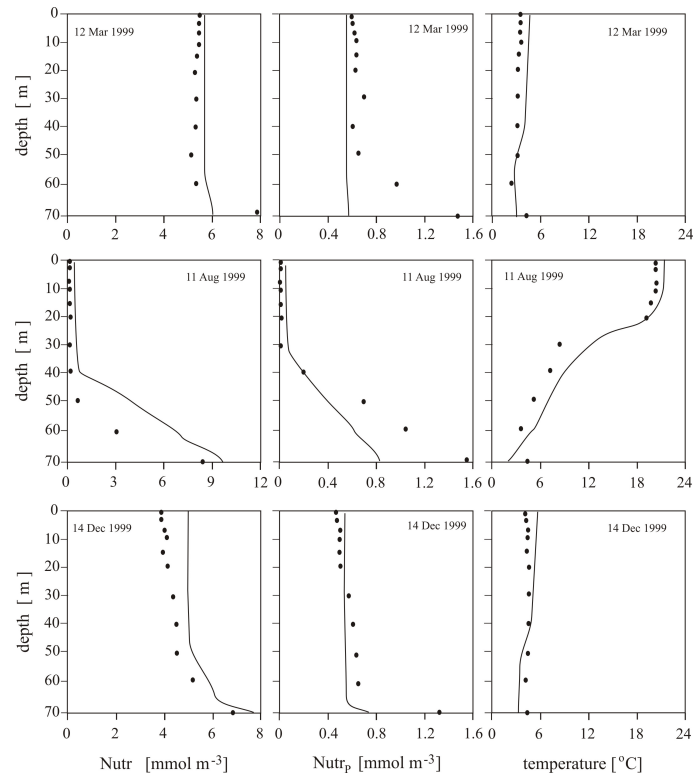 0
10
20
30
40
50
60
70
depth [ m ]
12 Mar 1999
0 2 4 6 8
12 Mar 1999
0 0.4 0.8 1.2 1.6
12 Mar 1999
0 6 12 18 24
0
10
20
30
40
50
60
70
depth [ m ]
11 Aug 1999
0 3 6 9 12
11 Aug 1999
0 0.4 0.8 1.2 1.6
11 Aug 1999
0 6 12 18 24
0
10
20
30
40
50
60
70
depth [ m ]
14 Dec 1999
0 2 4 6 8
Nutr [mmol m-3]
14 Dec 1999
0 0.4 0.8 1.2 1.6
NutrP [mmol m-3]
14 Dec 1999
0 6 12 18 24
temperature [ oC]